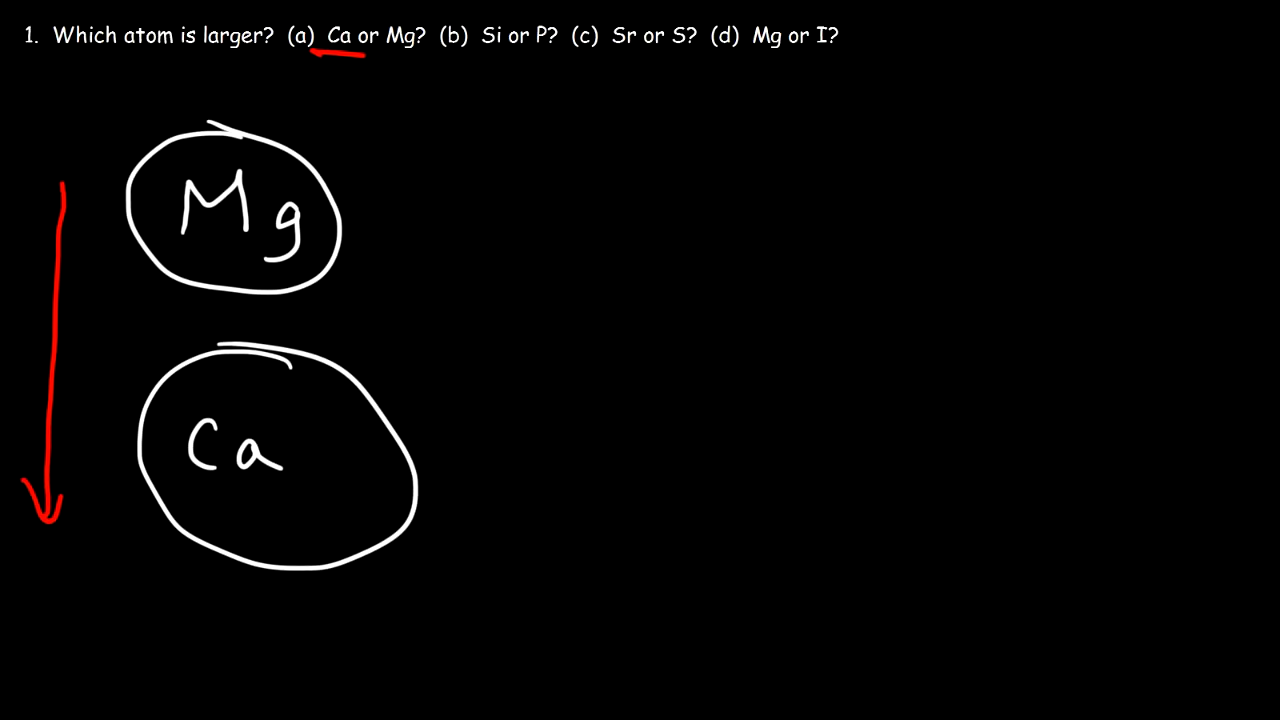 1. Which atom is larger? (a) Ca or Mg? (b) Si or P? (c) Sr or S? (d) Mg or I?
Mg
Ca